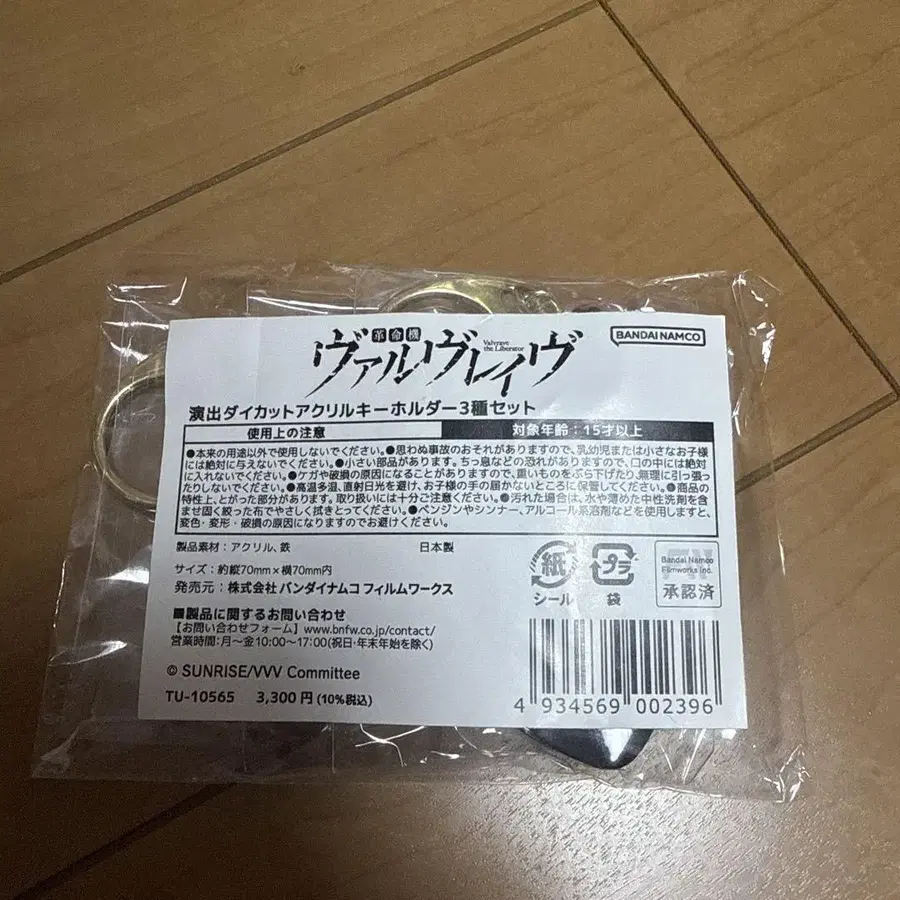 革命機
ヴァルヴレイヴ
Valvrave
the Liberator
BANDAI NAMCO
演出ダイカットアクリルキーホルダー3種セット
使用上の注意
対象年齢：15才以上
●本来の用途以外で使用しないでください。●思わぬ事故のおそれがありますので、乳幼児または小さなお子様
には絶対に与えないでください。●小さい部品があります。ちっ息などの恐れがありますので、口の中には絶対
に入れないでください。●ケガや破損の原因になることがありますので、重いものをぶら下げたり、無理に引っ張っ
たりしないでください。●高温多湿、直射日光を避け、お子様の手の届かないところに保管してください。●商品の
特性上、とがった部分があります。取り扱いには十分ご注意ください。●汚れた場合は、水や薄めた中性洗剤を含
ませ固く絞った布でやさしく拭きとってください。●ベンジンやシンナー、アルコール系溶剤などを使用しますと、
変色・変形・破損の原因になりますのでお避けください。
製品素材：アクリル、鉄
日本製
サイズ：約縦70mm×横70mm内
発売元：株式会社バンダイナムコフィルムワークス
紙
シール
プラ
袋
Bandai Namco
Filmworks Inc.
承認済
■製品に関するお問い合わせ
【お問い合わせフォーム】www.bnfw.co.jp/contact/
営業時間：月～金10:00～17:00(祝日・年末年始を除く)
© SUNRISE/VVV Committee
TU-10565 3,300円(10%税込)
4 934569 002396